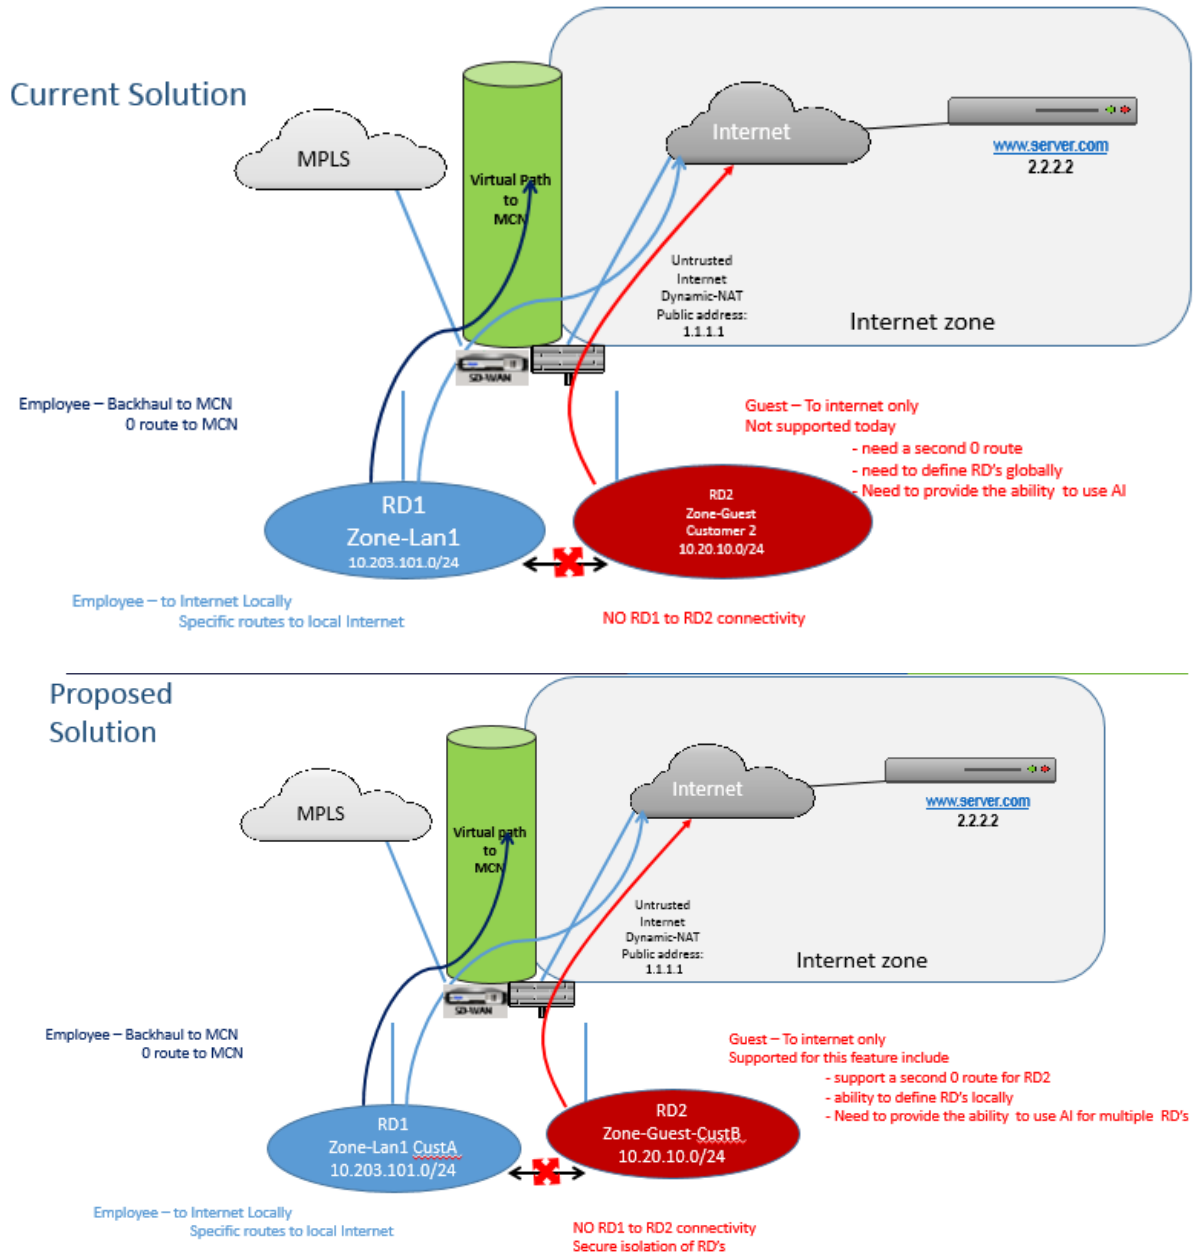 Current Solution
MPLS
Virtual Path
to
MCN
Internet
www.server.com
2.2.2.2
Untrusted
Internet
Dynamic-NAT
Public address:
1.1.1.1
Internet zone
SD-WAN
Employee – Backhaul to MCN
0 route to MCN
Guest – To internet only
Not supported today
- need a second 0 route
- need to define RD's globally
- Need to provide the ability to use AI
RD1
Zone-Lan1
10.203.101.0/24
RD2
Zone-Guest
Customer 2
10.20.10.0/24
Employee – to Internet Locally
Specific routes to local Internet
NO RD1 to RD2 connectivity
Proposed
Solution
MPLS
Virtual path
to
MCN
Internet
www.server.com
2.2.2.2
Untrusted
Internet
Dynamic-NAT
Public address:
1.1.1.1
Internet zone
SD-WAN
Employee – Backhaul to MCN
0 route to MCN
Guest – To internet only
Supported for this feature include
- support a second 0 route for RD2
- ability to define RD's locally
- Need to provide the ability to use AI for multiple RD's
RD1
Zone-Lan1 CustA
10.203.101.0/24
RD2
Zone-Guest-CustB
10.20.10.0/24
Employee – to Internet Locally
Specific routes to local Internet
NO RD1 to RD2 connectivity
Secure isolation of RD's